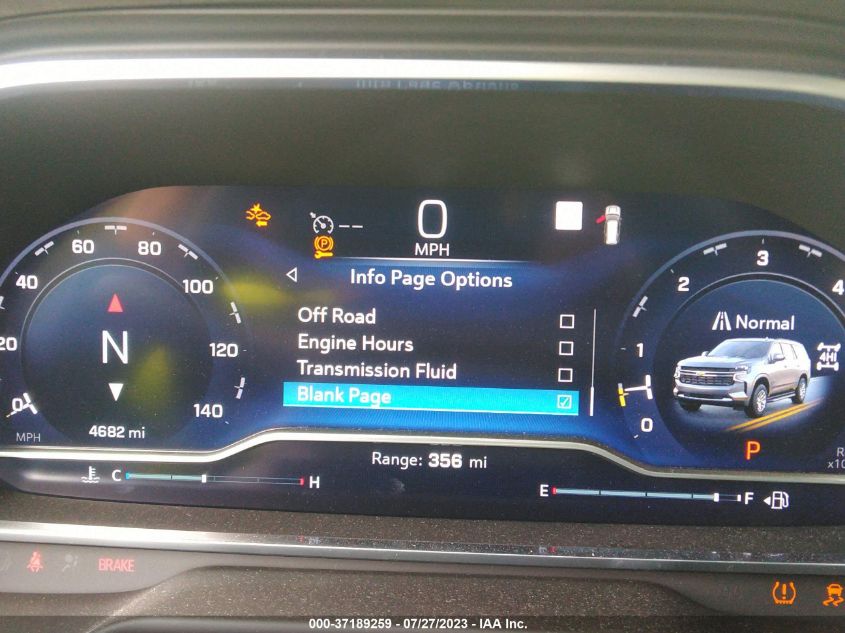 0
MPH
Info Page Options
Off Road
Engine Hours
Transmission Fluid
Blank Page
20
40
60
80
100
120
140
0
MPH
N
4682 mi
0
1
2
3
4
Normal
4HI
P
R
x10
Range: 356 mi
C
H
E
F
BRAKE
000-37189259 - 07/27/2023 - IAA Inc.